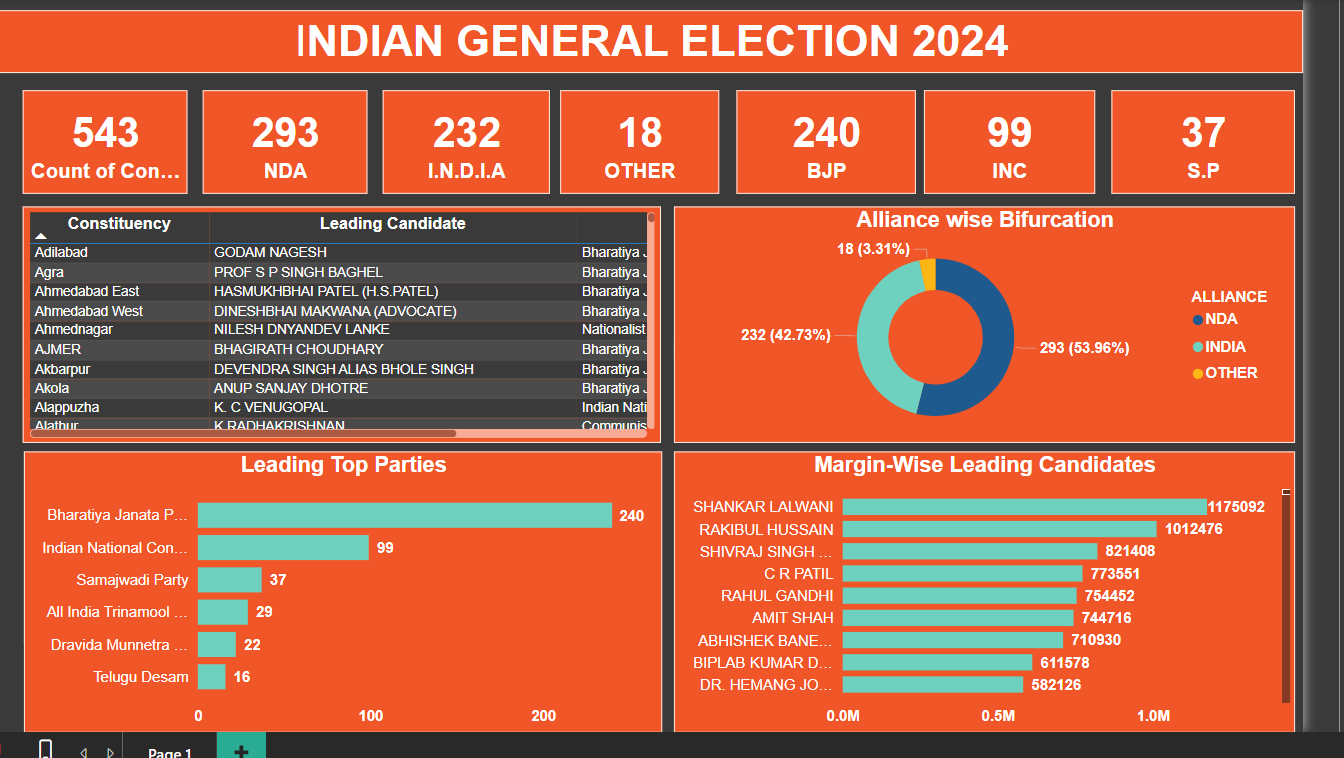 INDIAN GENERAL ELECTION 2024
543
Count of Con...
293
NDA
232
I.N.D.I.A
18
OTHER
240
BJP
99
INC
37
S.P
Constituency Leading Candidate
Adilabad GODAM NAGESH Bharatiya J
Agra PROF S P SINGH BAGHEL Bharatiya J
Ahmedabad East HASMUKHBHAI PATEL (H.S.PATEL) Bharatiya J
Ahmedabad West DINESHBHAI MAKWANA (ADVOCATE) Bharatiya J
Ahmednagar NILESH DNYANDEV LANKE Nationalist
AJMER BHAGIRATH CHOUDHARY Bharatiya J
Akbarpur DEVENDRA SINGH ALIAS BHOLE SINGH Bharatiya J
Akola ANUP SANJAY DHOTRE Bharatiya J
Alappuzha K. C VENUGOPAL Indian Nati
Alathur K.RADHAKRISHNAN Communis
Alliance wise Bifurcation
18 (3.31%)
232 (42.73%)
293 (53.96%)
ALLIANCE
NDA
INDIA
OTHER
Leading Top Parties
Bharatiya Janata P... 240
Indian National Con... 99
Samajwadi Party 37
All India Trinamool ... 29
Dravida Munnetra ... 22
Telugu Desam 16
0 100 200
Margin-Wise Leading Candidates
SHANKAR LALWANI 1175092
RAKIBUL HUSSAIN 1012476
SHIVRAJ SINGH ... 821408
C R PATIL 773551
RAHUL GANDHI 754452
AMIT SHAH 744716
ABHISHEK BANE... 710930
BIPLAB KUMAR D... 611578
DR. HEMANG JO... 582126
0.0M 0.5M 1.0M
Page 1